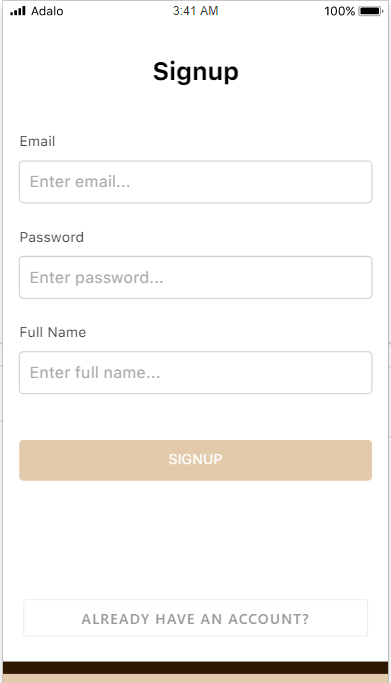 Adalo 3:41 AM 100%
Signup
Email
Enter email...
Password
Enter password...
Full Name
Enter full name...
SIGNUP
ALREADY HAVE AN ACCOUNT?